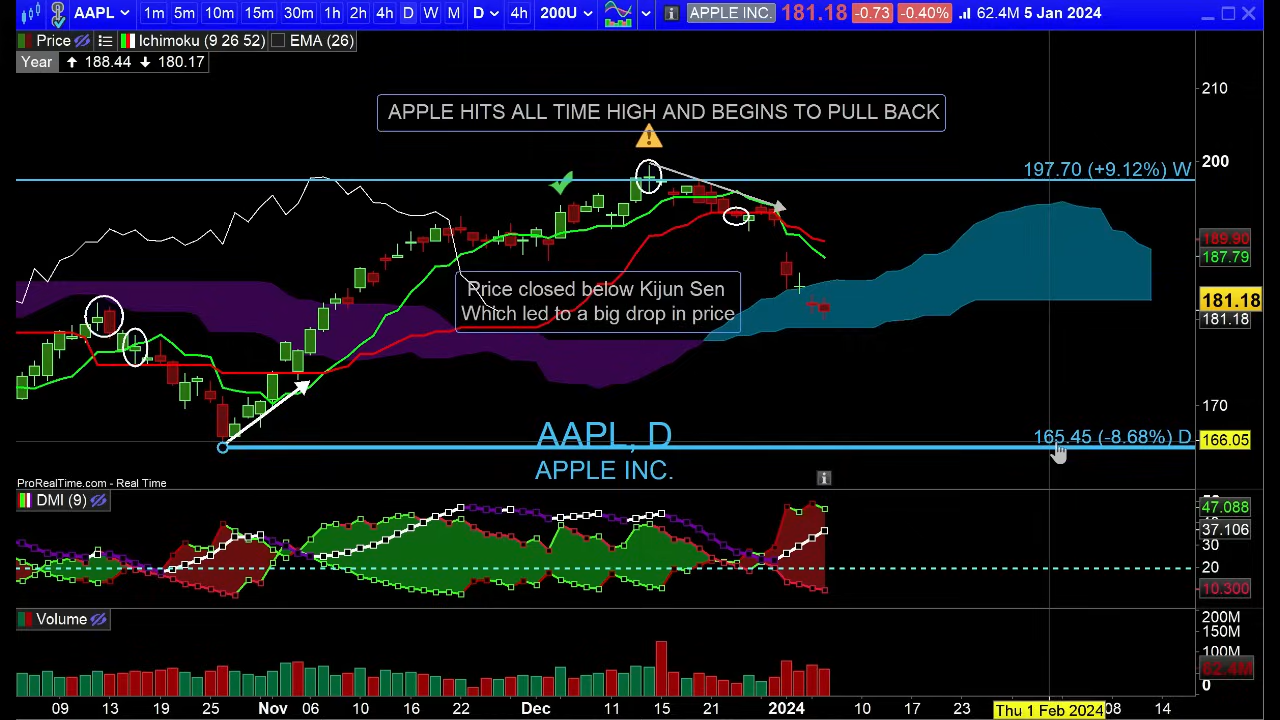 AAPL 1m 5m 10m 15m 30m 1h 2h 4h D W M D 4h 200U i APPLE INC. 181.18 -0.73 -0.40% 62.4M 5 Jan 2024
Price Ichimoku (9 26 52) EMA (26)
Year 188.44 180.17
210
APPLE HITS ALL TIME HIGH AND BEGINS TO PULL BACK
200
197.70 (+9.12%) W
189.90
187.79
Price closed below Kijun Sen
181.18
Which led to a big drop in price
181.18
170
AAPL, D
165.45 (-8.68%) D
166.05
APPLE INC.
i
ProRealTime.com - Real Time
DMI (9)
47.088
37.106
30
20
10.300
Volume
200M
150M
100M
62.4M
0
09 13 19 25 Nov 06 16 22 Dec 11 15 21 2024 10 17 23 Thu 1 Feb 2024 08 14